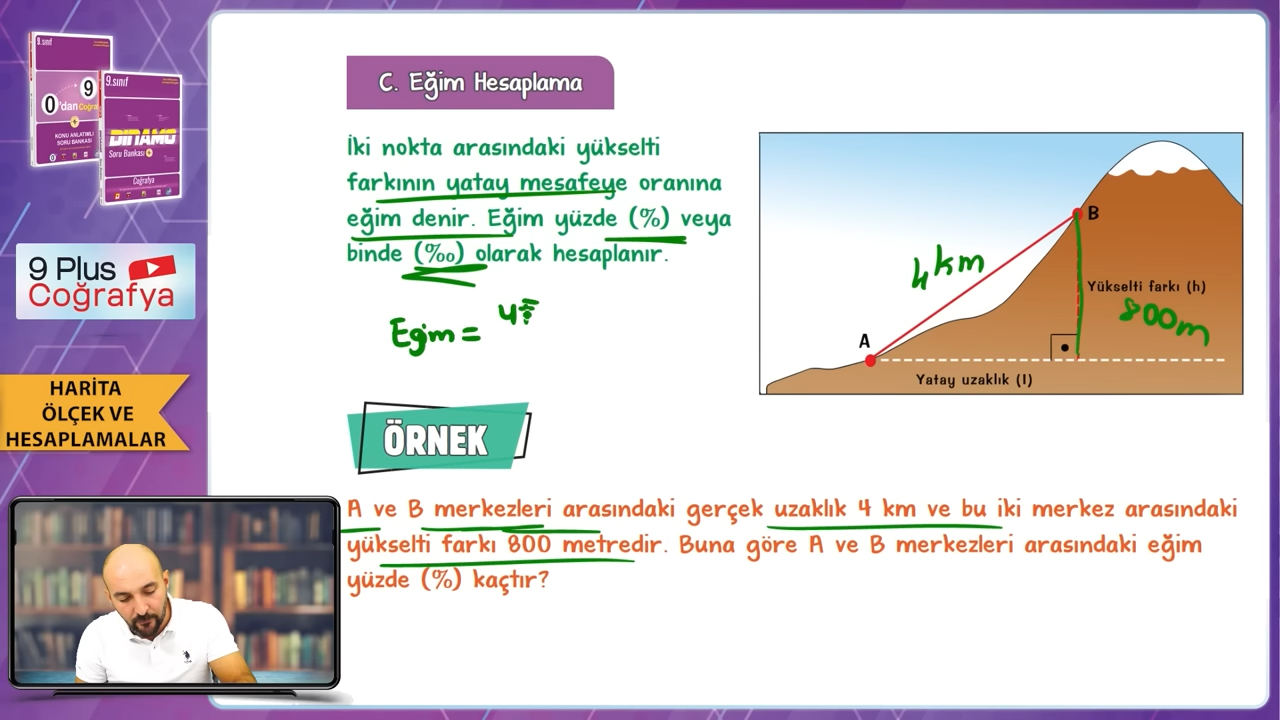 9.sınıf
0'dan 9 Coğra
KONU ANLATIMLI
SORU BANKASI
9.sınıf
DİNAMO
Soru Bankası
Coğrafya
9 Plus
Coğrafya
HARİTA
ÖLÇEK VE
HESAPLAMALAR
C. Eğim Hesaplama
İki nokta arasındaki yükselti
farkının yatay mesafeye oranına
eğim denir. Eğim yüzde (%) veya
binde (‰) olarak hesaplanır.
Eğim =
4 km
B
Yükselti farkı (h)
800m
A
Yatay uzaklık (l)
ÖRNEK
A ve B merkezleri arasındaki gerçek uzaklık 4 km ve bu iki merkez arasındaki
yükselti farkı 800 metredir. Buna göre A ve B merkezleri arasındaki eğim
yüzde (%) kaçtır?